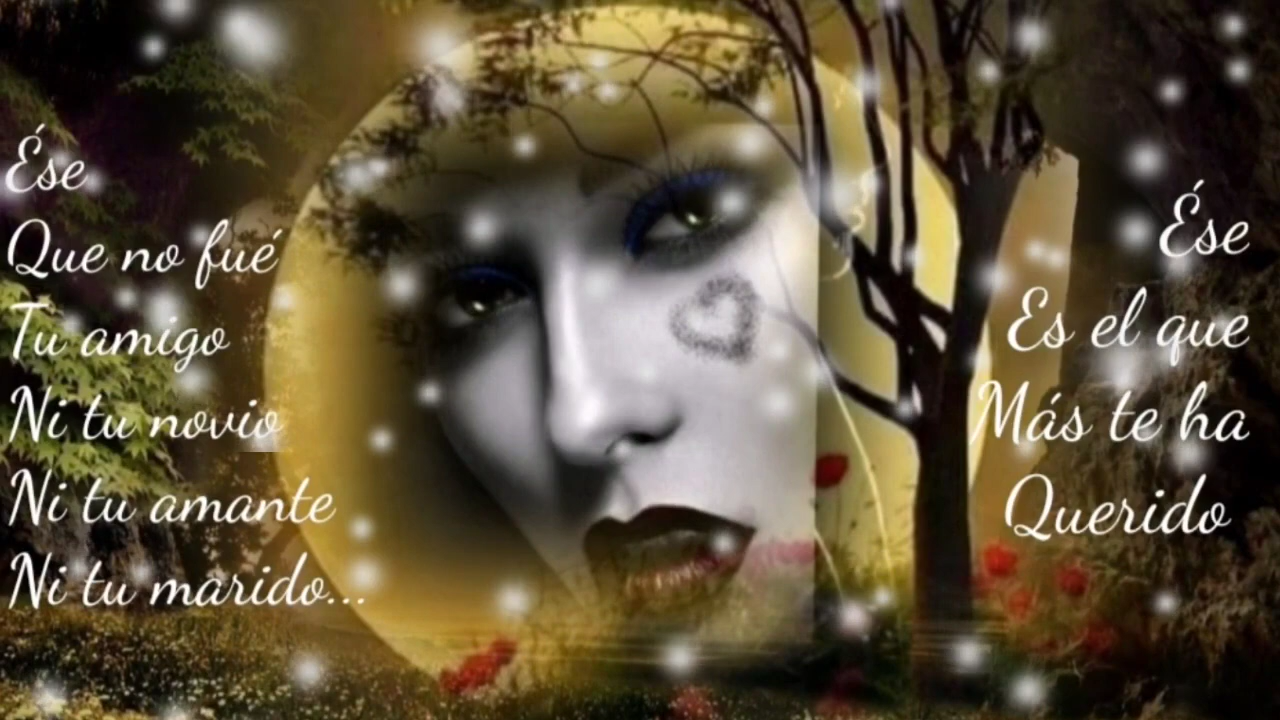 Ése
Que no fué
Tu amigo
Ni tu novio
Ni tu amante
Ni tu marido...
Ése
Es el que
Más te ha
Querido